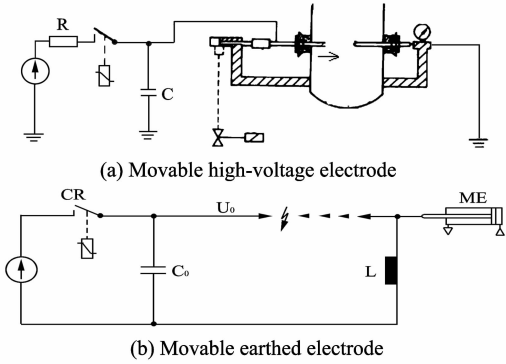 R
C
(a) Movable high-voltage electrode
CR
U₀
ME
C₀
L
(b) Movable earthed electrode